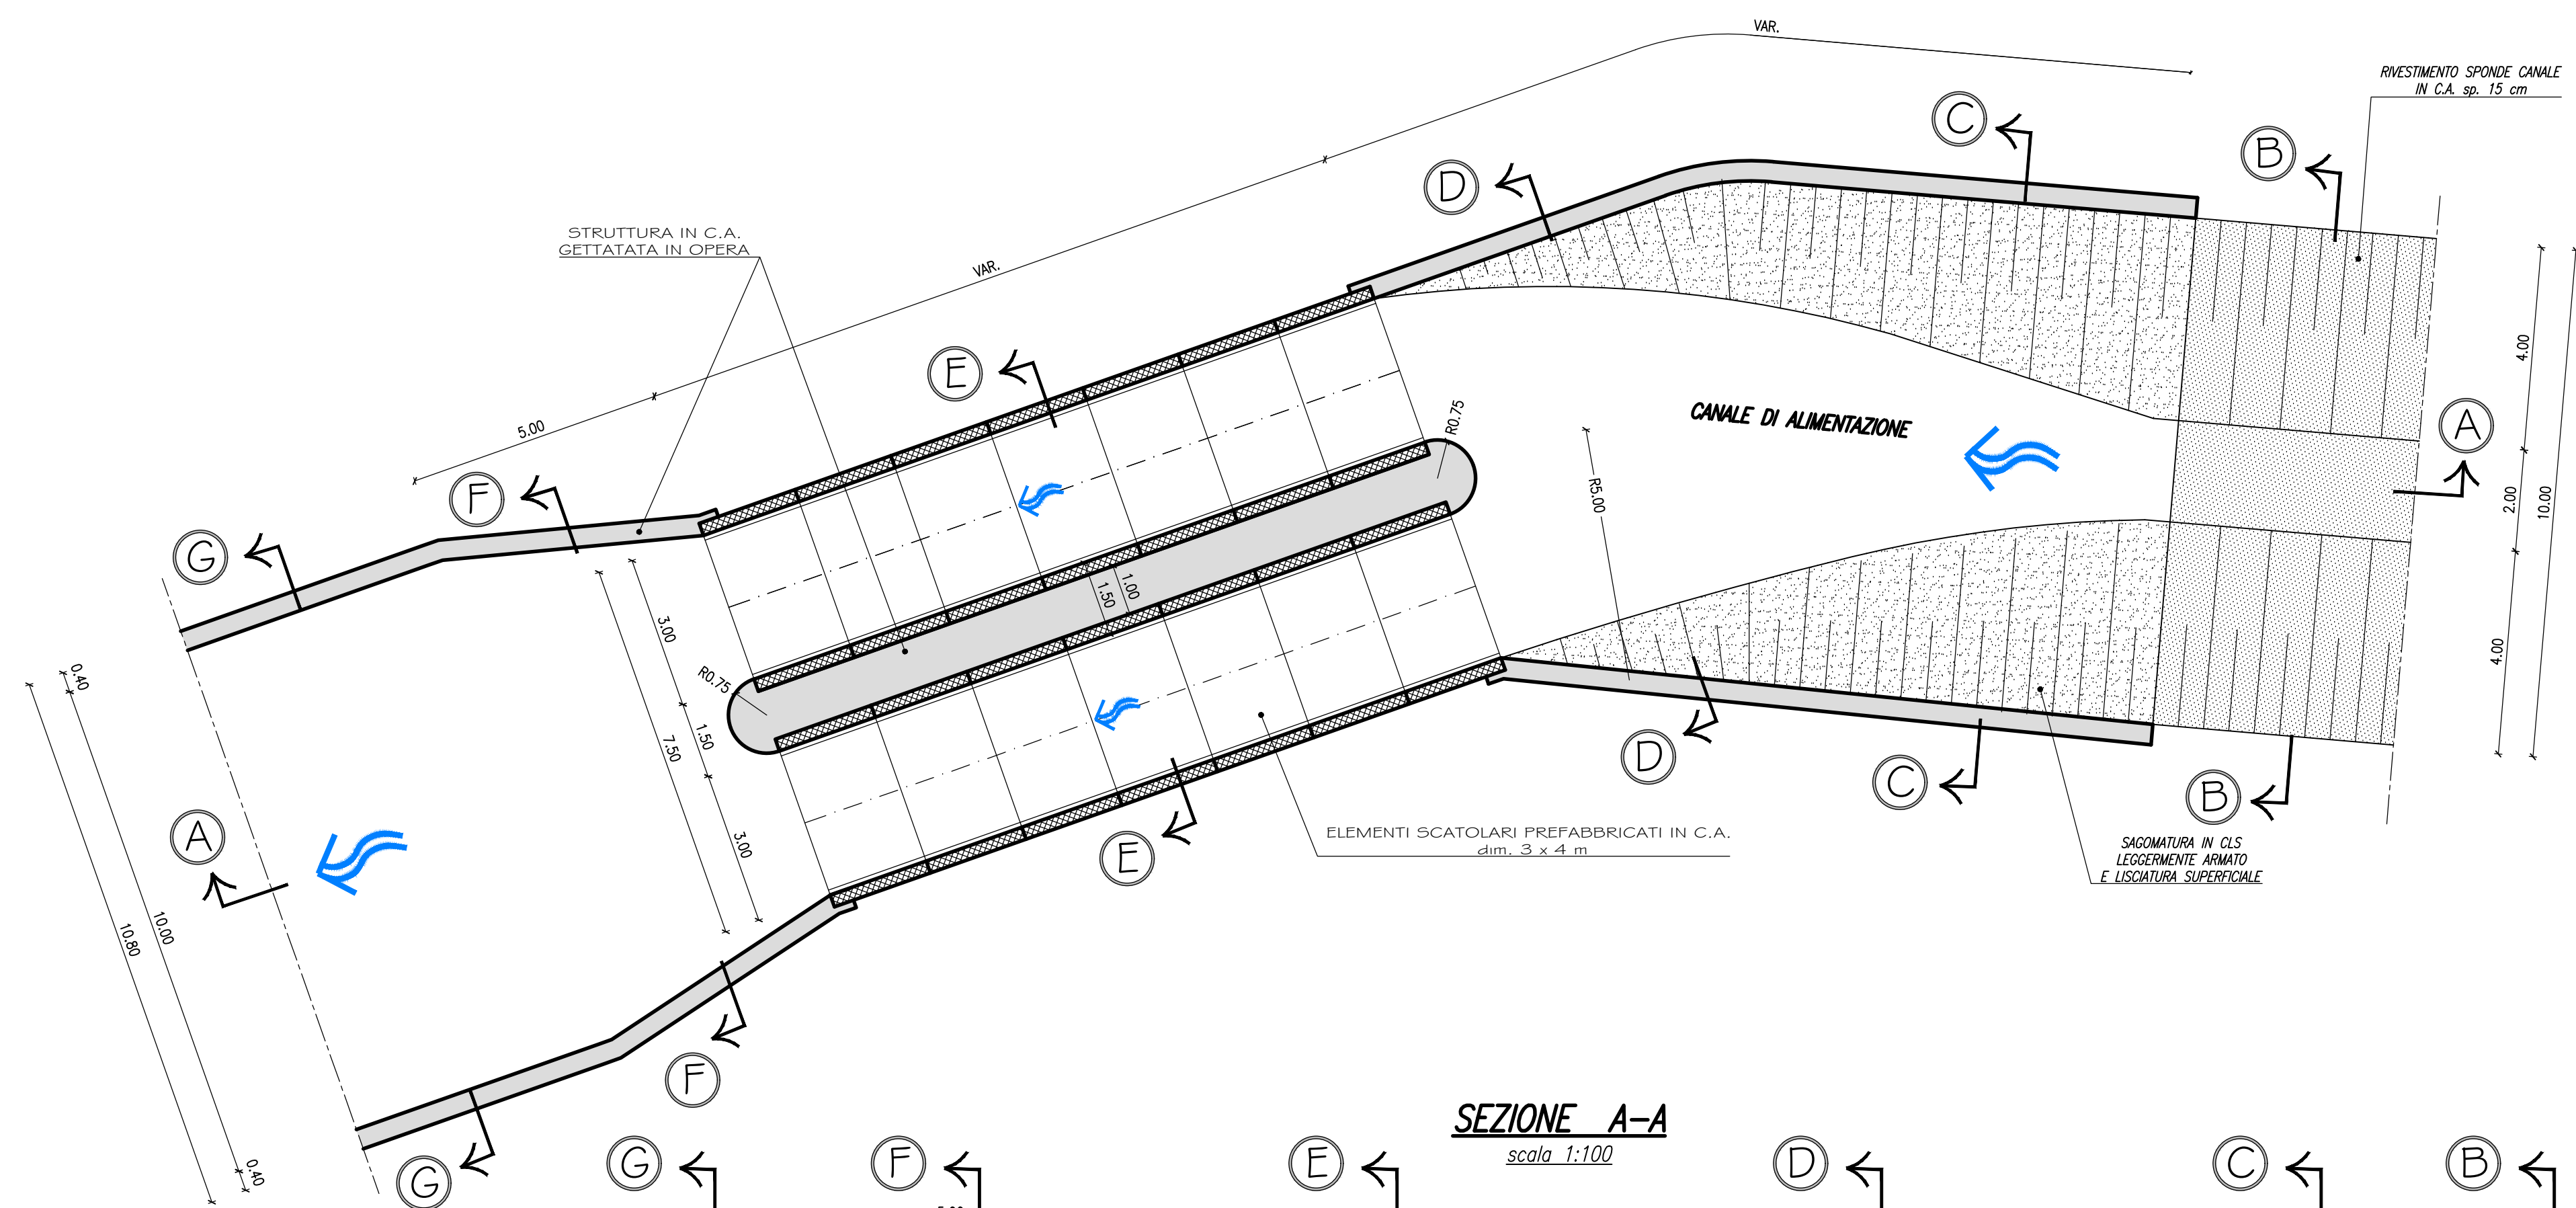 VAR.
RIVESTIMENTO SPONDE CANALE
IN C.A. sp. 15 cm
C
B
D
STRUTTURA IN C.A.
GETTATATA IN OPERA
VAR.
E
5.00
F
G
R0.75
R5.00
CANALE DI ALIMENTAZIONE
A
4.00
2.00
10.00
4.00
1.00
1.50
3.00
1.50
7.50
3.00
R0.75
0.40
10.00
10.80
0.40
A
D
C
B
E
ELEMENTI SCATOLARI PREFABBRICATI IN C.A.
dim. 3 x 4 m
SAGOMATURA IN CLS
LEGGERMENTE ARMATO
E LISCIATURA SUPERFICIALE
F
G
SEZIONE A-A
scala 1:100
G
F
E
D
C
B